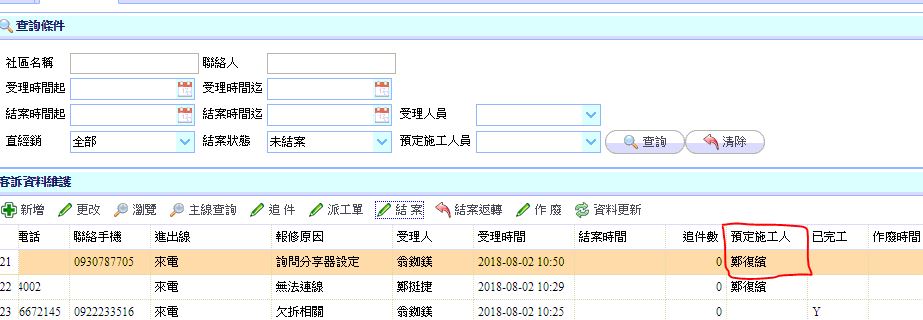 查詢條件
社區名稱 聯絡人
受理時間起 受理時間迄
結案時間起 結案時間迄 受理人員
直經銷 全部 結案狀態 未結案 預定施工人員 查詢 清除
客訴資料維護
新增 更改 瀏覽 主線查詢 追 件 派工單 結 案 結案返轉 作 廢 資料更新
電話 聯絡手機 進出線 報修原因 受理人 受理時間 結案時間 追件數 預定施工人 已完工 作廢時間
21 0930787705 來電 詢問分享器設定 翁銣鎂 2018-08-02 10:50 0 鄭復繽
22 4002 來電 無法連線 鄭挺捷 2018-08-02 10:29 0 鄭復繽
23 6672145 0922233516 來電 欠拆相關 翁銣鎂 2018-08-02 10:25 0 Y